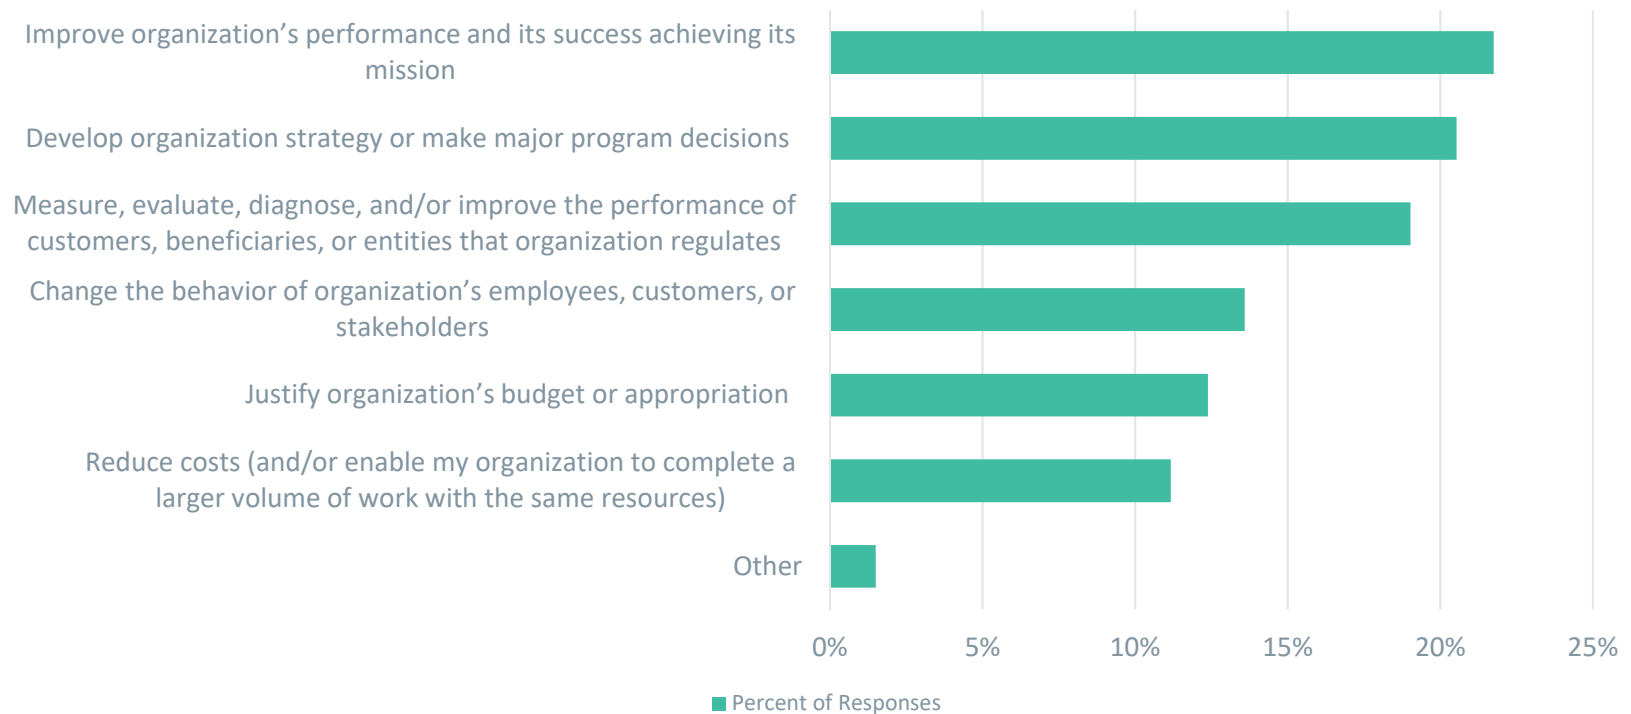 Improve organization’s performance and its success achieving its
mission
Develop organization strategy or make major program decisions
Measure, evaluate, diagnose, and/or improve the performance of
customers, beneficiaries, or entities that organization regulates
Change the behavior of organization’s employees, customers, or
stakeholders
Justify organization’s budget or appropriation
Reduce costs (and/or enable my organization to complete a
larger volume of work with the same resources)
Other
0% 5% 10% 15% 20% 25%
Percent of Responses